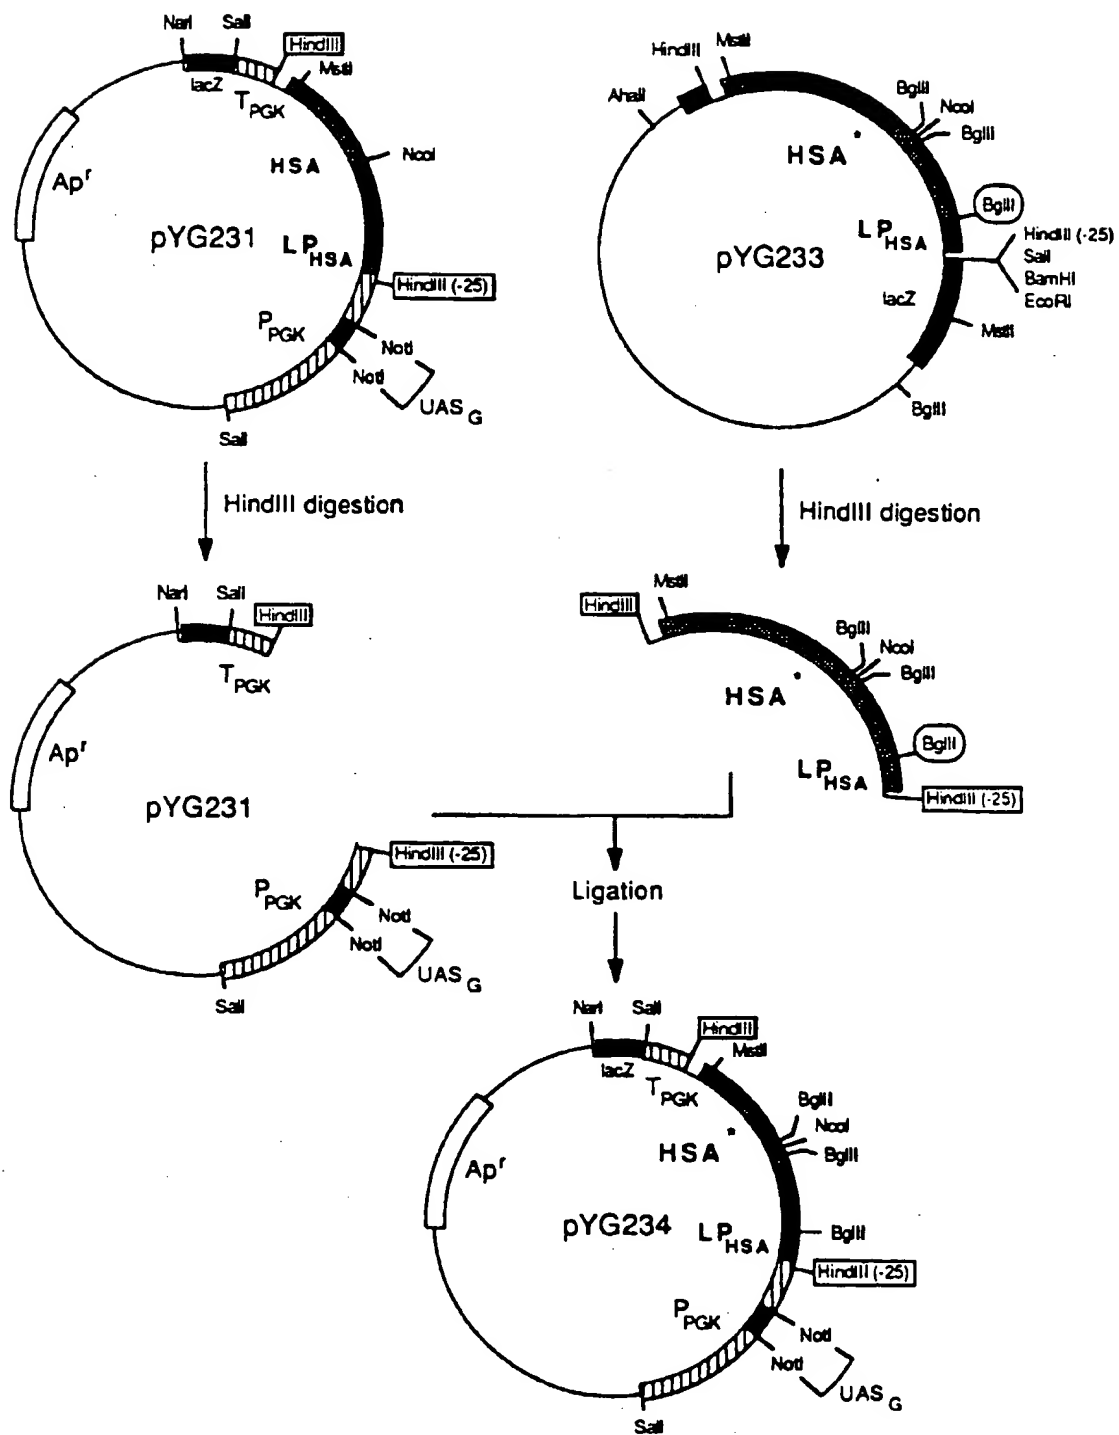 NarI
SalI
HindIII
MstII
lacZ
T PGK
HSA
NcoI
Ap r
pYG231
LP HSA
HindIII (-25)
P PGK
NotI
NotI
UAS G
SalI
HindIII
MstII
AhaII
BglII
NcoI
BglII
HSA *
BglII
LP HSA
pYG233
HindIII (-25)
SalI
BamHI
EcoRI
lacZ
MstII
BglII
HindIII digestion
HindIII digestion
NarI
SalI
HindIII
T PGK
Ap r
pYG231
HindIII (-25)
P PGK
NotI
NotI
UAS G
SalI
HindIII
MstII
BglII
NcoI
BglII
HSA *
BglII
LP HSA
HindIII (-25)
Ligation
NarI
SalI
HindIII
MstII
lacZ
T PGK
BglII
NcoI
BglII
HSA *
Ap r
pYG234
LP HSA
BglII
HindIII (-25)
P PGK
NotI
NotI
UAS G
SalI